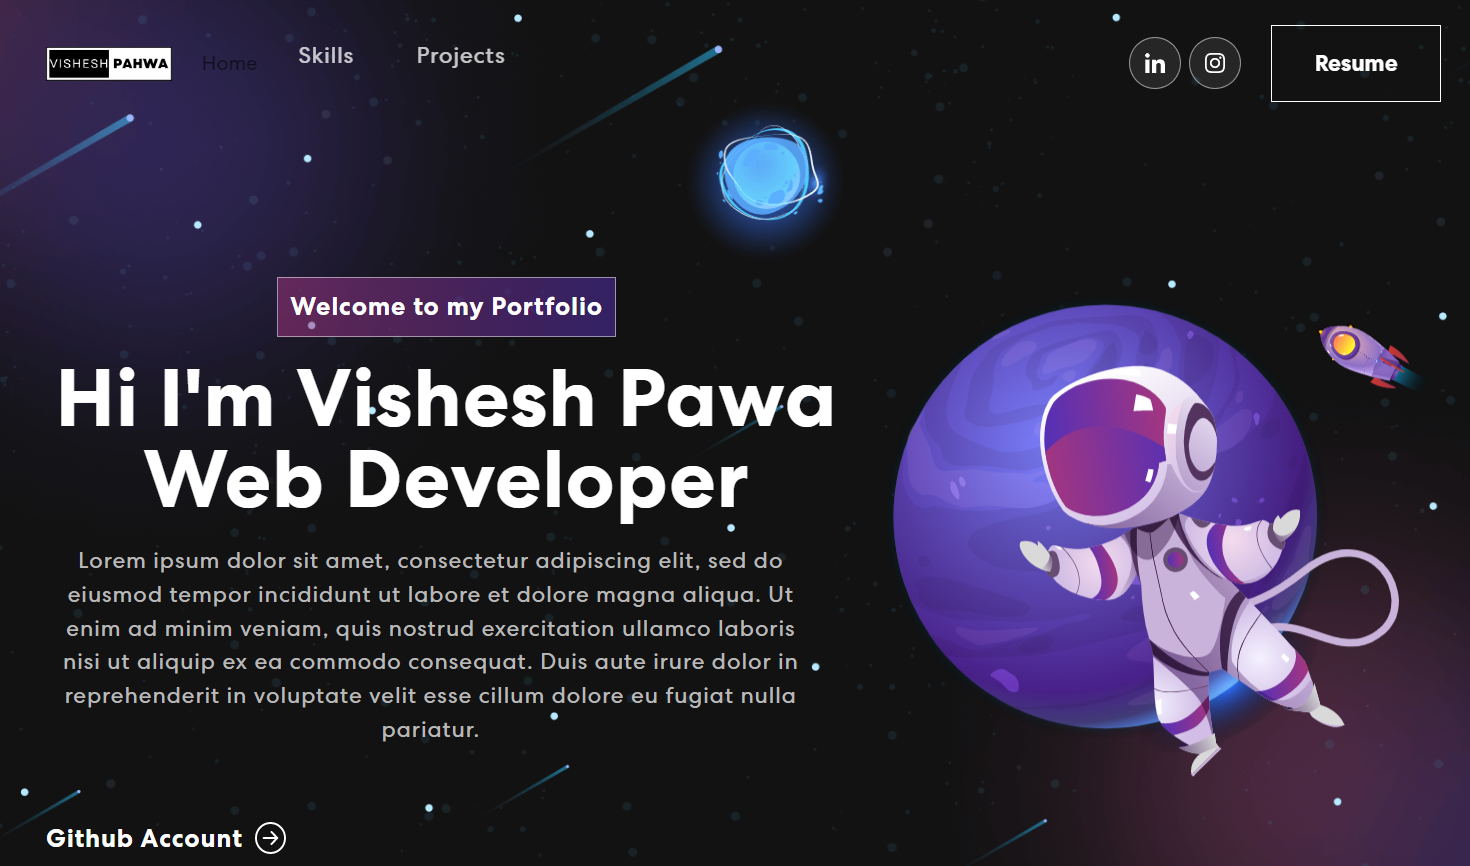 VISHESH PAHWA
Home
Skills
Projects
in
Resume
Welcome to my Portfolio
Hi I'm Vishesh Pawa
Web Developer
Lorem ipsum dolor sit amet, consectetur adipiscing elit, sed do
eiusmod tempor incididunt ut labore et dolore magna aliqua. Ut
enim ad minim veniam, quis nostrud exercitation ullamco laboris
nisi ut aliquip ex ea commodo consequat. Duis aute irure dolor in
reprehenderit in voluptate velit esse cillum dolore eu fugiat nulla
pariatur.
Github Account